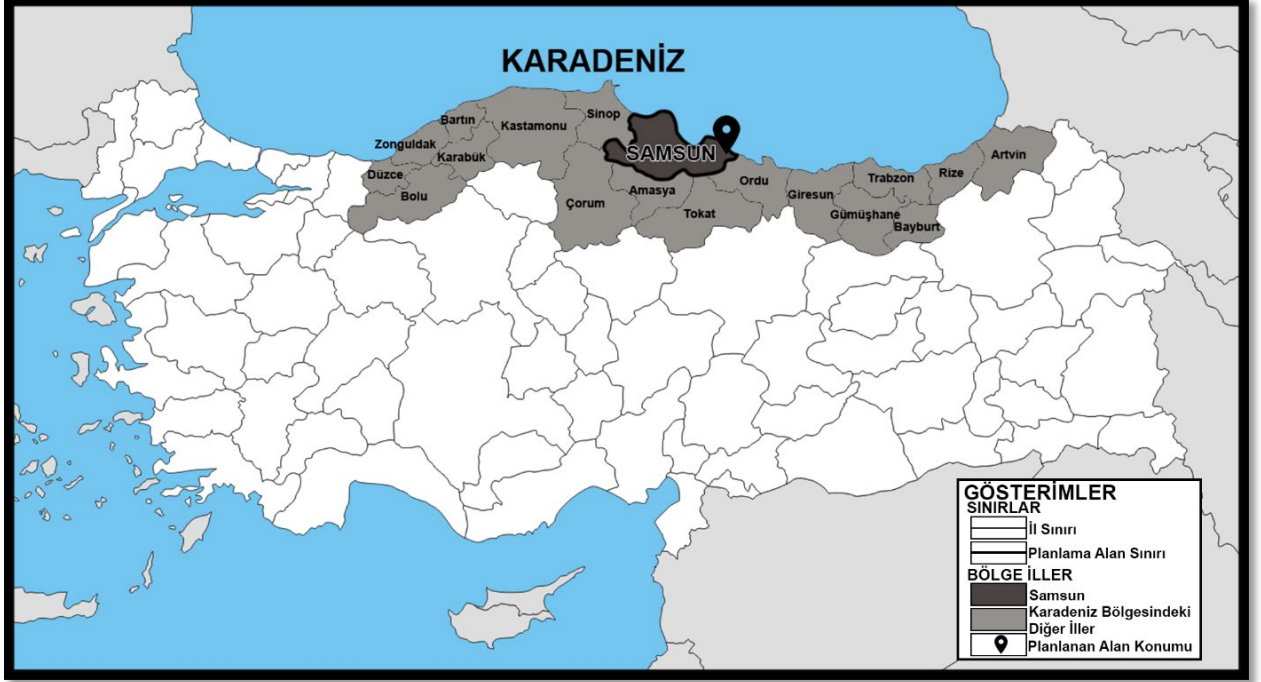 KARADENİZ
Sinop
Bartın
Kastamonu
Zonguldak
Karabük
SAMSUN
Artvin
Düzce
Bolu
Amasya
Ordu
Trabzon
Rize
Çorum
Tokat
Giresun
Gümüşhane
Bayburt
GÖSTERİMLER
SINIRLAR
İl Sınırı
Planlama Alan Sınırı
BÖLGE İLLER
Samsun
Karadeniz Bölgesindeki
Diğer İller
Planlanan Alan Konumu